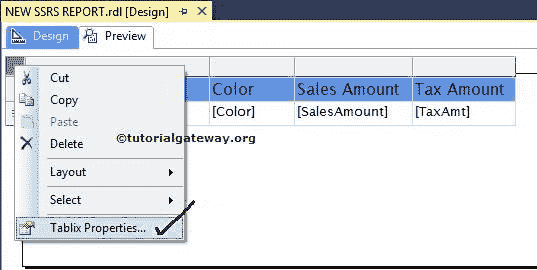 NEW SSRS REPORT.rdl [Design]
Design
Preview
Cut
Copy
Paste
Delete
Layout
Select
Tablix Properties...
Color
Sales Amount
Tax Amount
[Color]
[SalesAmount]
[TaxAmt]
©tutorialgateway.org